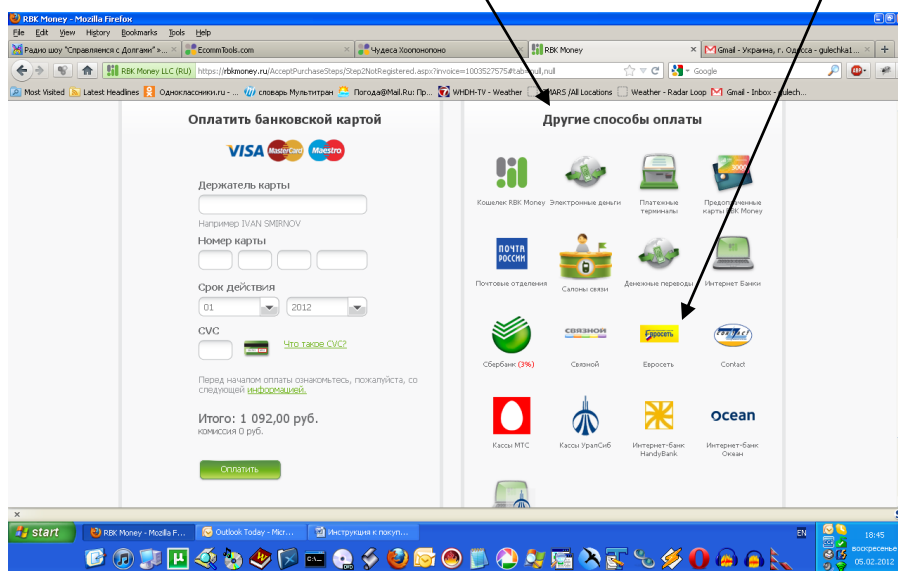 RBK Money - Mozilla Firefox
File Edit View History Bookmarks Tools Help
Радио шоу "Справляемся с Долгами" »...
EcommTools.com
Чудеса Хоопонопоно
RBK Money
Gmail - Украина, г. Одесса - gulechka1...
RBK Money LLC (RU) https://rbkmoney.ru/AcceptPurchaseSteps/Step2NotRegistered.aspx?invoice=1003527575#tab=null,null
Google
Most Visited Latest Headlines Одноклассники.ru - ... словарь Мультитран Погода@Mail.Ru: Пр... WHDH-TV - Weather /All Locations Weather - Radar Loop Gmail - Inbox -
Оплатить банковской картой
VISA MasterCard Maestro
Держатель карты
Например IVAN SMIRNOV
Номер карты
Срок действия
01 2012
CVC
Что такое CVC?
Перед началом оплаты ознакомьтесь, пожалуйста, со
следующей информацией.
Итого: 1 092,00 руб.
комиссия 0 руб.
Оплатить
Другие способы оплаты
Кошелек RBK Money Электронные деньги Платежные терминалы Предоплаченные карты RBK Money
ПОЧТА РОССИИ
Почтовые отделения Салоны связи Денежные переводы Интернет Банки
СВЯЗНОЙ Евросеть contact
Сбербанк (3%) Связной Евросеть Contact
ocean
Кассы МТС Кассы УралСиб Интернет-банк HandyBank Интернет-банк Океан
start
RBK Money - Mozilla F...
Outlook Today - Micr...
Инструкция к покуп...
EN
18:45
воскресенье
05.02.2012